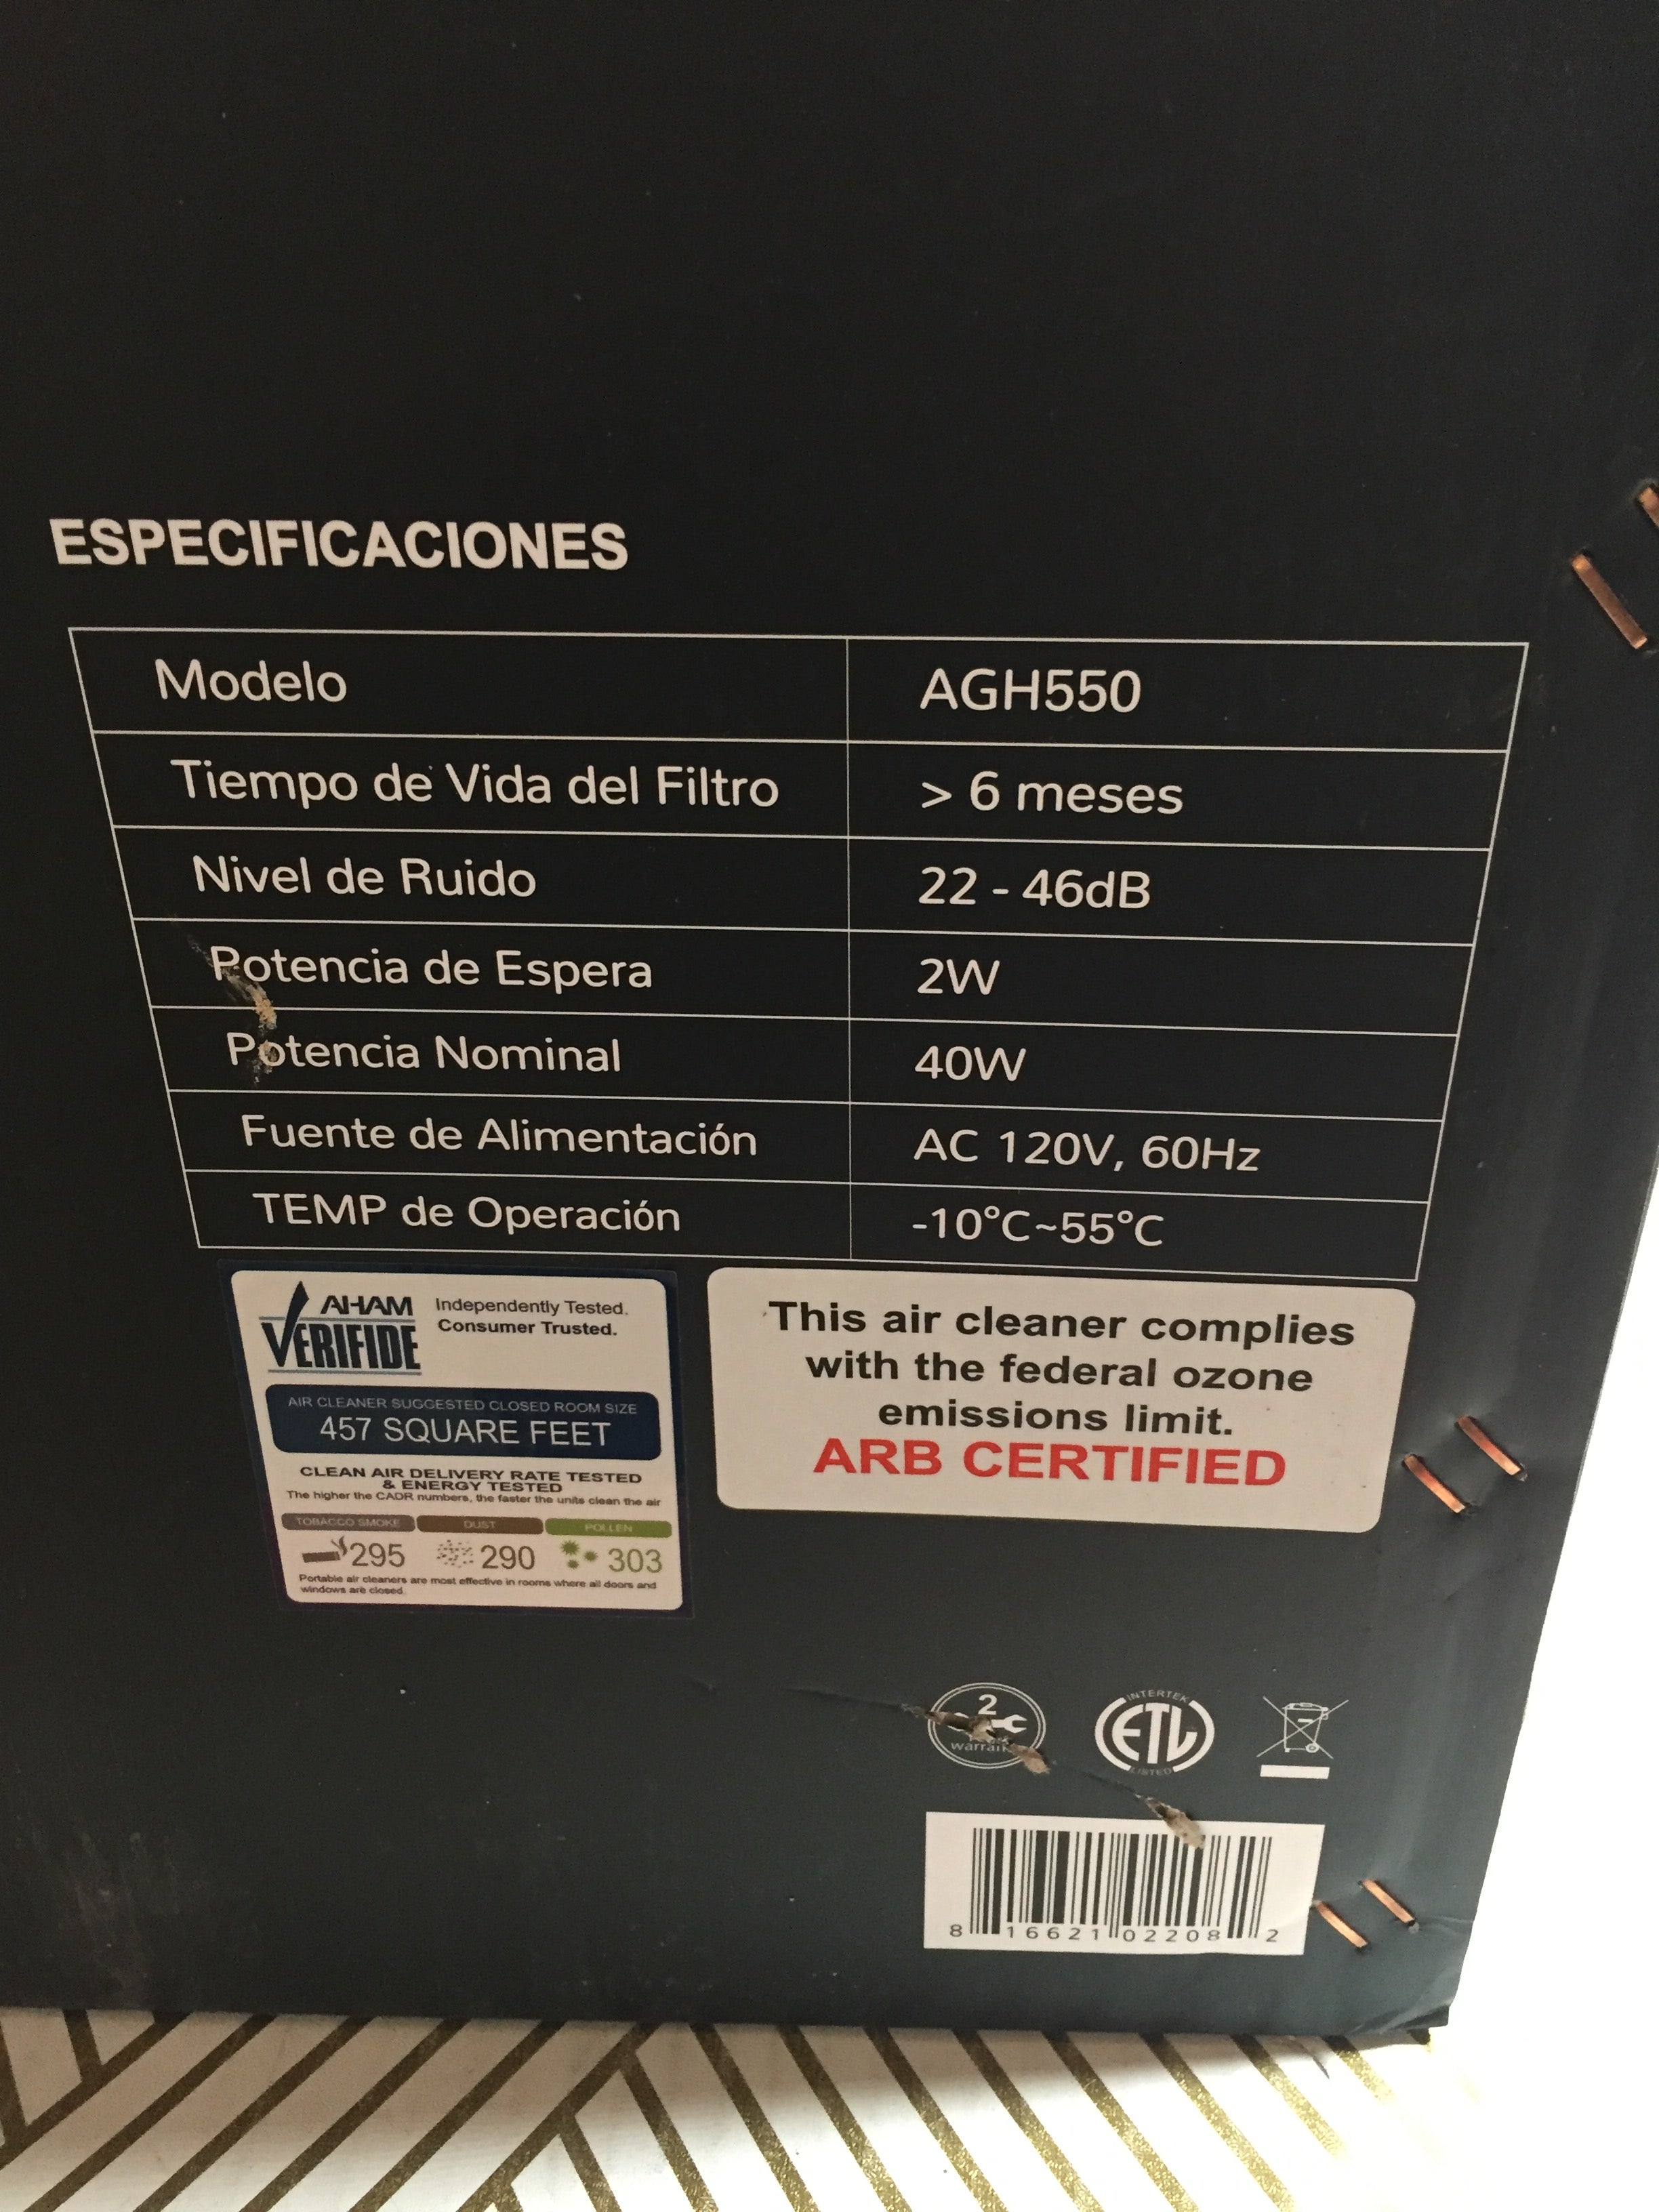 ESPECIFICACIONES
Modelo AGH550
Tiempo de Vida del Filtro > 6 meses
Nivel de Ruido 22 - 46dB
Potencia de Espera 2W
Potencia Nominal 40W
Fuente de Alimentación AC 120V, 60Hz
TEMP de Operación -10°C~55°C
AHAM
VERIFIDE
Independently Tested.
Consumer Trusted.
AIR CLEANER SUGGESTED CLOSED ROOM SIZE
457 SQUARE FEET
CLEAN AIR DELIVERY RATE TESTED
& ENERGY TESTED
The higher the CADR numbers, the faster the units clean the air
TOBACCO SMOKE DUST POLLEN
295 290 303
Portable air cleaners are most effective in rooms where all doors and
windows are closed
This air cleaner complies
with the federal ozone
emissions limit.
ARB CERTIFIED
2
INTERTEK
ETL
LISTED
8 16621 02208 2